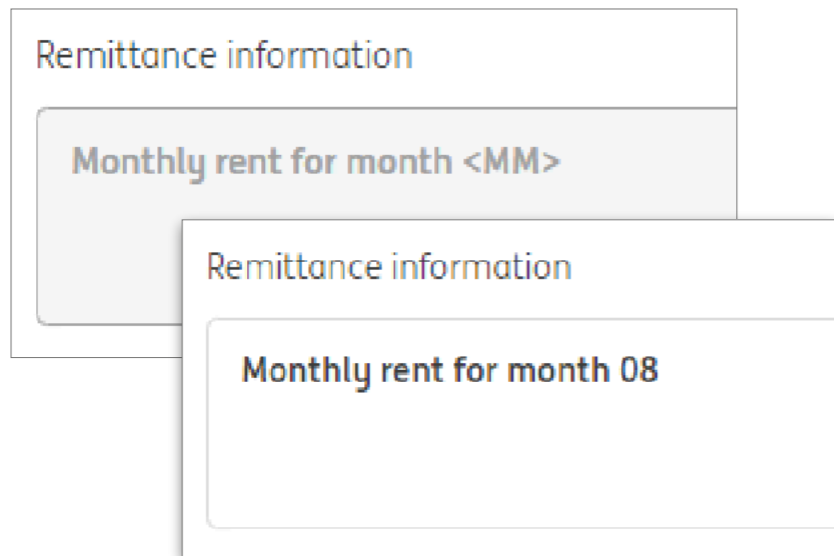 Remittance information
Monthly rent for month <MM>
Remittance information
Monthly rent for month 08